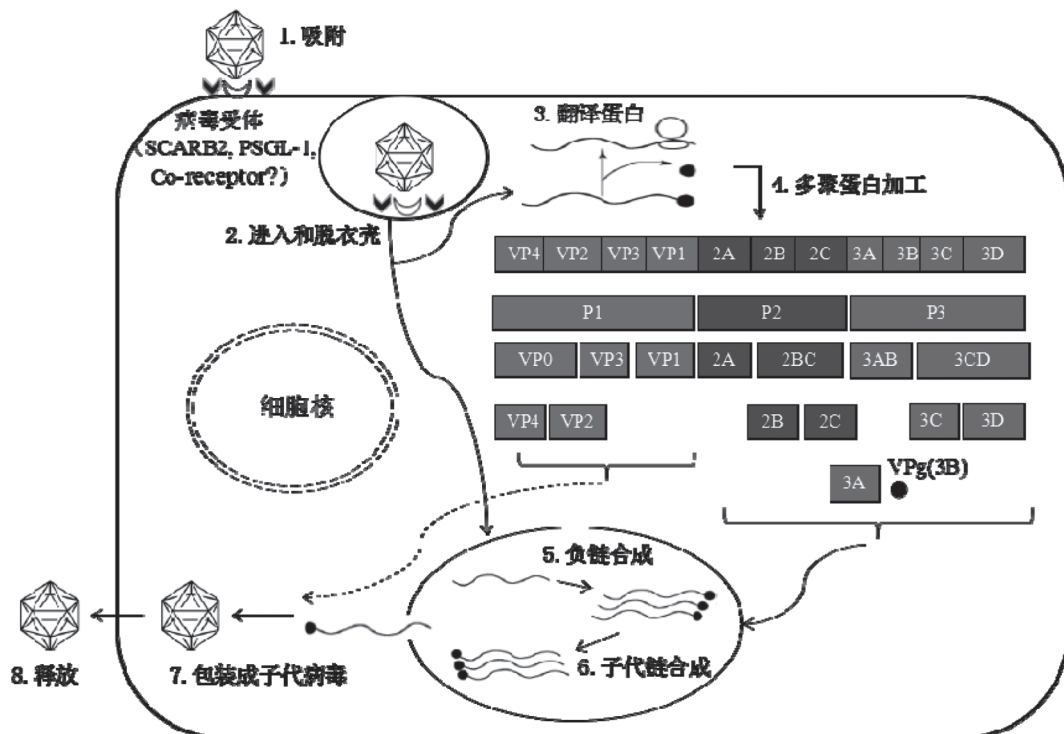 1. 吸附
病毒受体
（SCARB2, PSGL-1,
Co-receptor?）
2. 进入和脱衣壳
3. 翻译蛋白
4. 多聚蛋白加工
VP4 VP2 VP3 VP1 2A 2B 2C 3A 3B 3C 3D
P1 P2 P3
VP0 VP3 VP1 2A 2BC 3AB 3CD
VP4 VP2 2B 2C 3C 3D
3A VPg(3B)
细胞核
5. 负链合成
6. 子代链合成
7. 包装成子代病毒
8. 释放